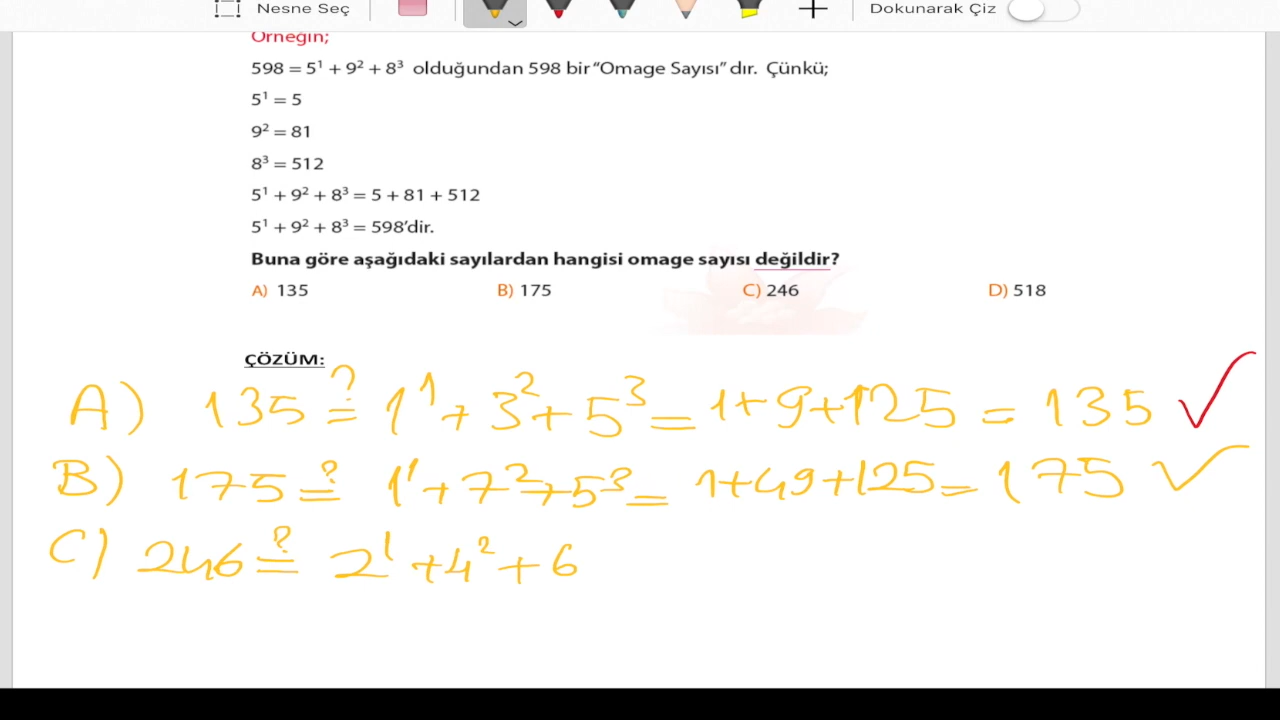 Nesne Seç Dokunarak Çiz
Örneğin;
598 = 5¹ + 9² + 8³ olduğundan 598 bir "Omage Sayısı" dır. Çünkü;
5¹ = 5
9² = 81
8³ = 512
5¹ + 9² + 8³ = 5 + 81 + 512
5¹ + 9² + 8³ = 598'dir.
Buna göre aşağıdaki sayılardan hangisi omage sayısı değildir?
A) 135 B) 175 C) 246 D) 518
ÇÖZÜM:
A) 135 ≟ 1¹ + 3² + 5³ = 1+9+125 = 135 ✓
B) 175 ≟ 1¹ + 7² + 5³ = 1+49+125 = 175 ✓
C) 246 ≟ 2¹ + 4² + 6